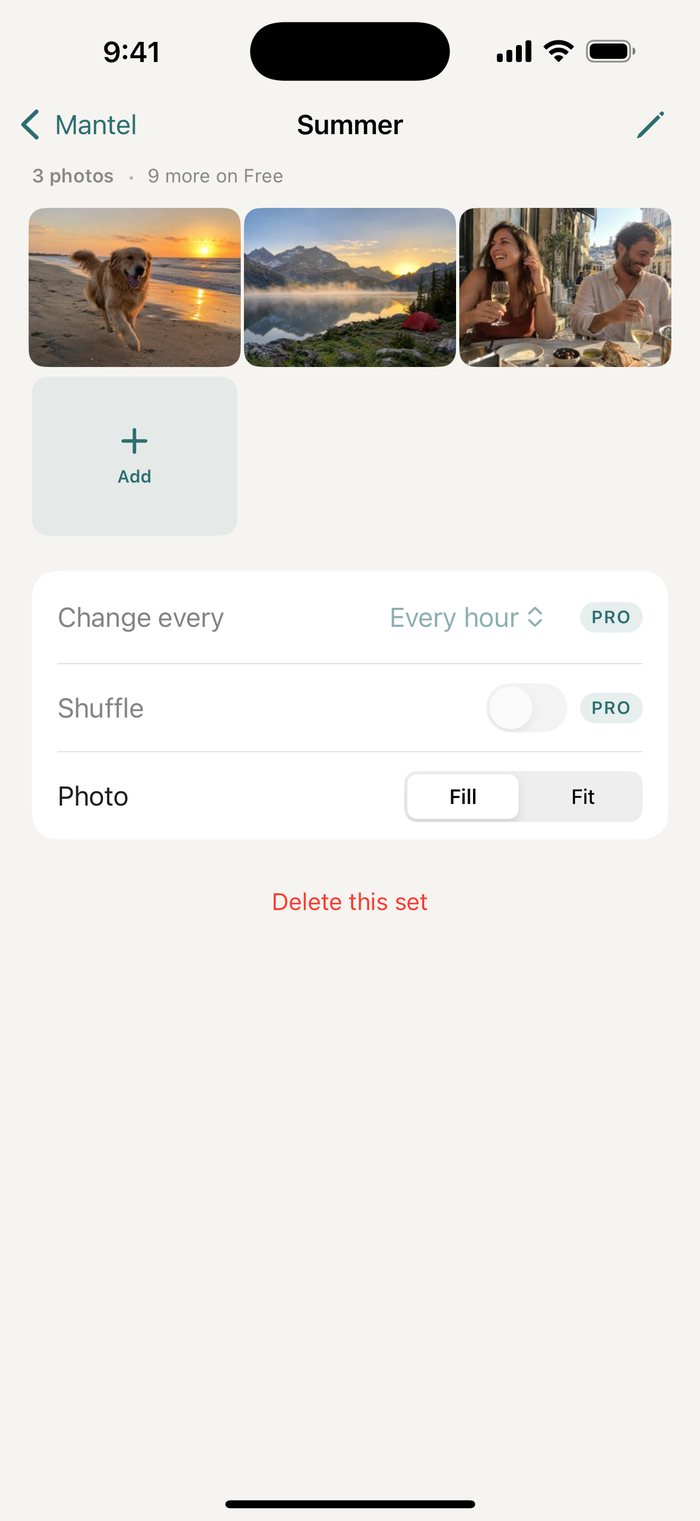 9:41
Mantel
Summer
3 photos · 9 more on Free
Add
Change every Every hour PRO
Shuffle PRO
Photo Fill Fit
Delete this set